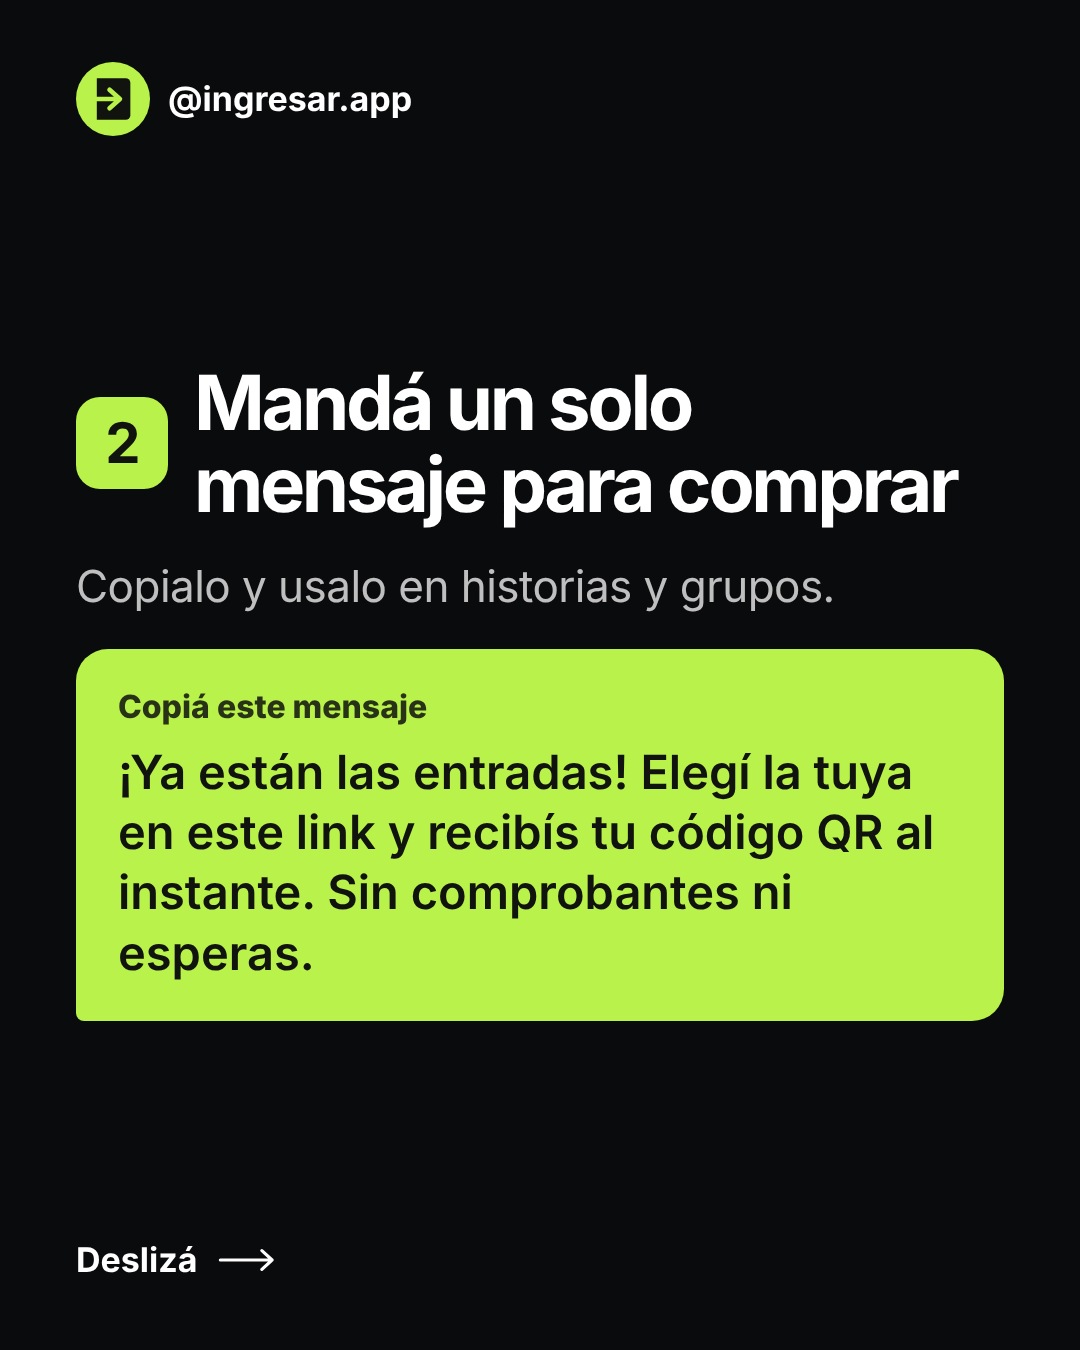 @ingresar.app
2
Mandá un solo
mensaje para comprar
Copialo y usalo en historias y grupos.
Copiá este mensaje
¡Ya están las entradas! Elegí la tuya
en este link y recibís tu código QR al
instante. Sin comprobantes ni
esperas.
Deslizá